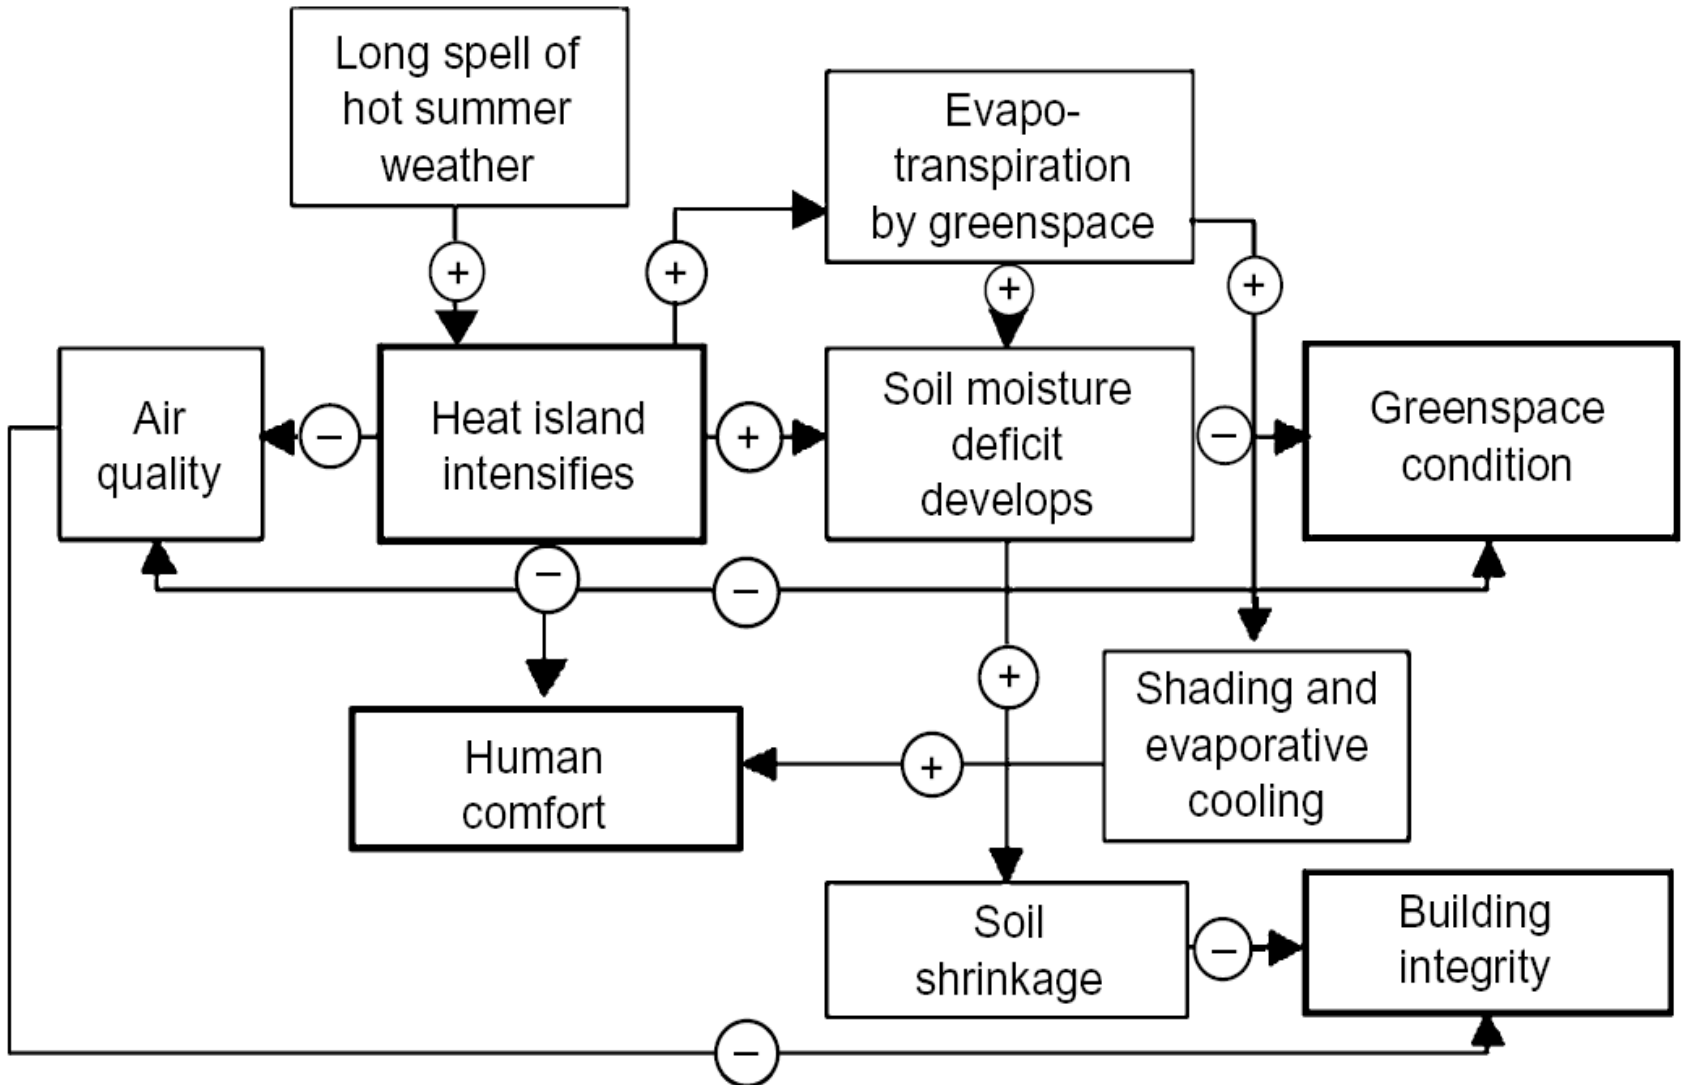 Long spell of
hot summer
weather
Evapo-
transpiration
by greenspace
+
+
+
+
Air
quality
−
Heat island
intensifies
+
Soil moisture
deficit
develops
−
Greenspace
condition
−
−
+
Shading and
evaporative
cooling
Human
comfort
+
Soil
shrinkage
−
Building
integrity
−